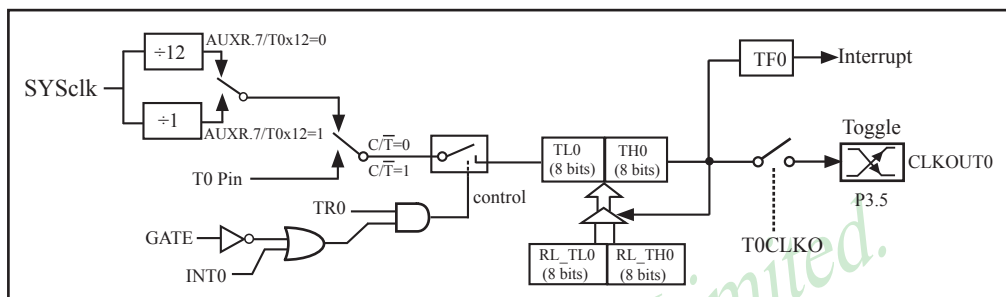 ÷12
AUXR.7/T0x12=0
SYSclk
÷1
AUXR.7/T0x12=1
T0 Pin
C/T̅=0
C/T̅=1
control
TR0
GATE
INT0
TL0
(8 bits)
TH0
(8 bits)
RL_TL0
(8 bits)
RL_TH0
(8 bits)
TF0
Interrupt
Toggle
CLKOUT0
P3.5
T0CLKO
Limited.